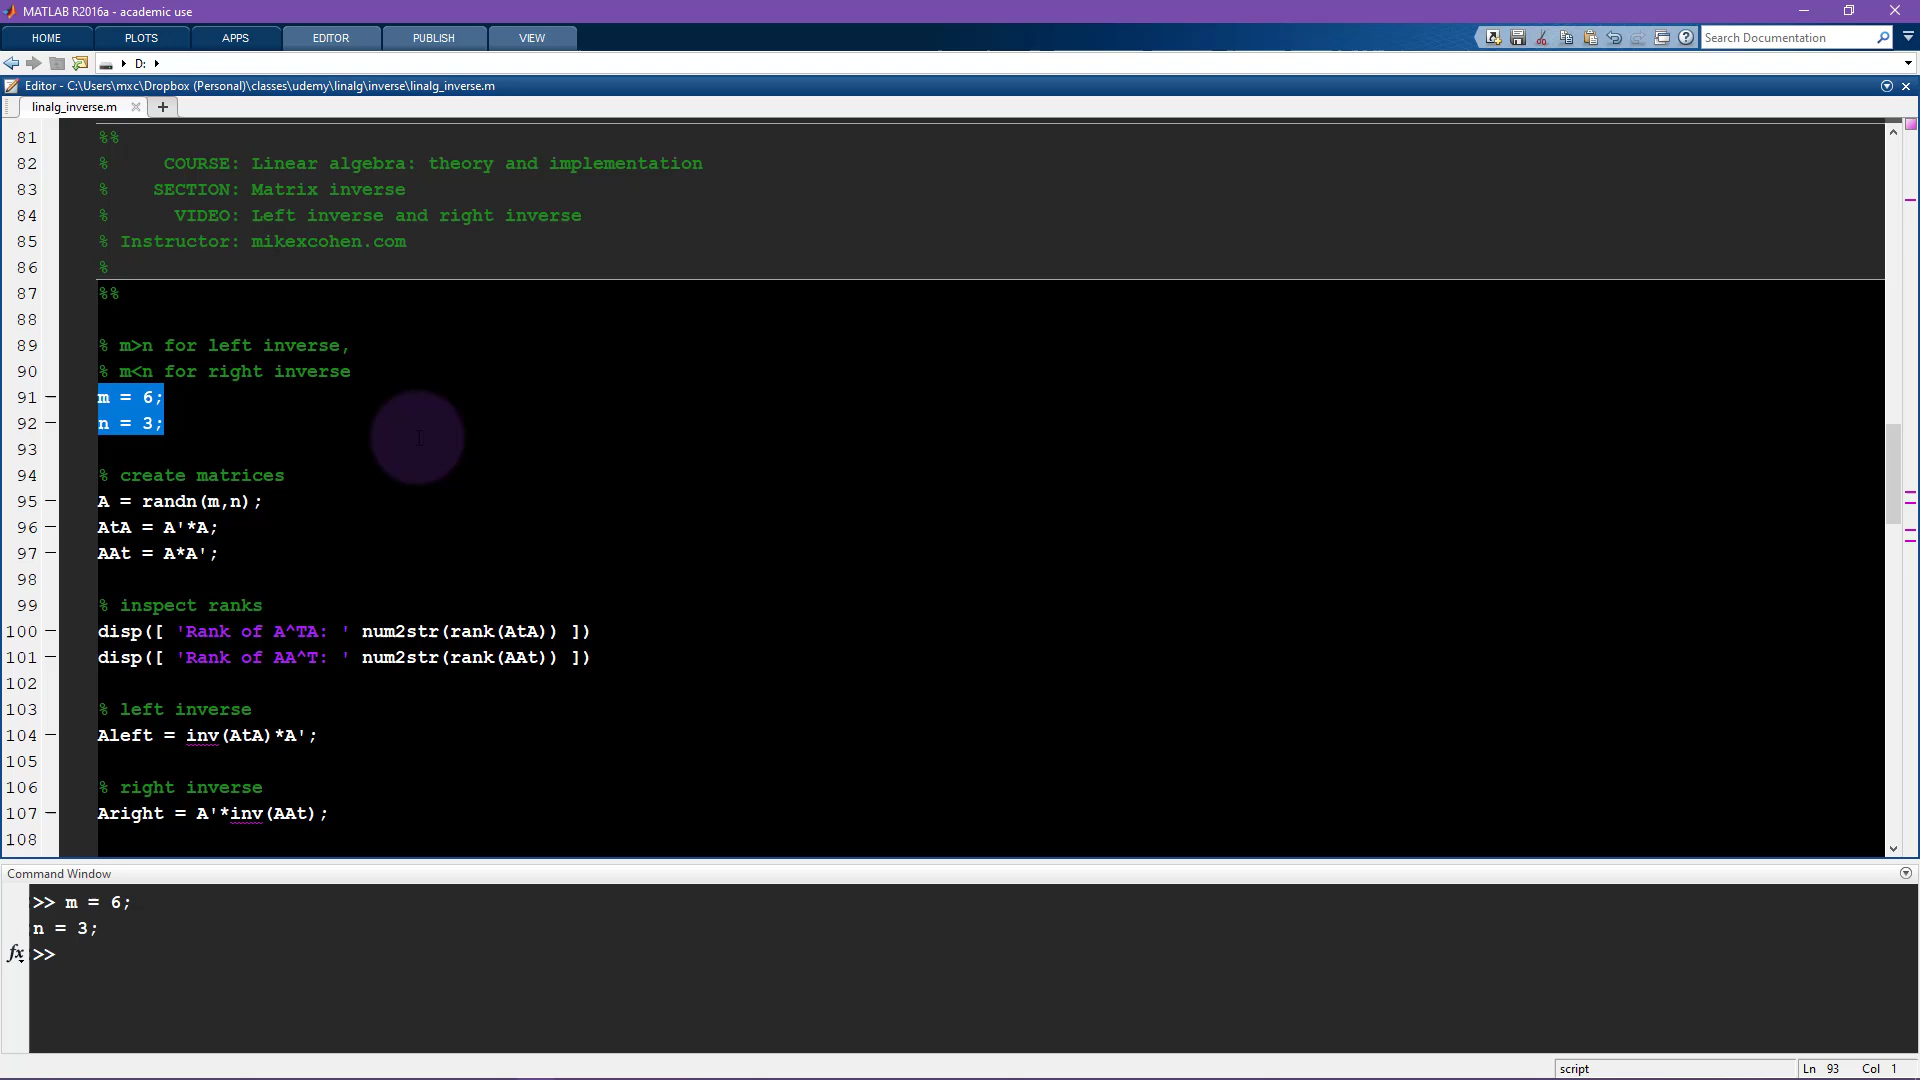 MATLAB R2016a - academic use
HOME PLOTS APPS EDITOR PUBLISH VIEW Search Documentation
D:
Editor - C:\Users\mxc\Dropbox (Personal)\classes\udemy\linalg\inverse\linalg_inverse.m
linalg_inverse.m
81 %%
82 % COURSE: Linear algebra: theory and implementation
83 % SECTION: Matrix inverse
84 % VIDEO: Left inverse and right inverse
85 % Instructor: mikexcohen.com
86 %
87 %%
88
89 % m>n for left inverse,
90 % m<n for right inverse
91 m = 6;
92 n = 3;
93
94 % create matrices
95 A = randn(m,n);
96 AtA = A'*A;
97 AAt = A*A';
98
99 % inspect ranks
100 disp([ 'Rank of A^TA: ' num2str(rank(AtA)) ])
101 disp([ 'Rank of AA^T: ' num2str(rank(AAt)) ])
102
103 % left inverse
104 Aleft = inv(AtA)*A';
105
106 % right inverse
107 Aright = A'*inv(AAt);
108
Command Window
>> m = 6;
n = 3;
fx >>
script Ln 93 Col 1